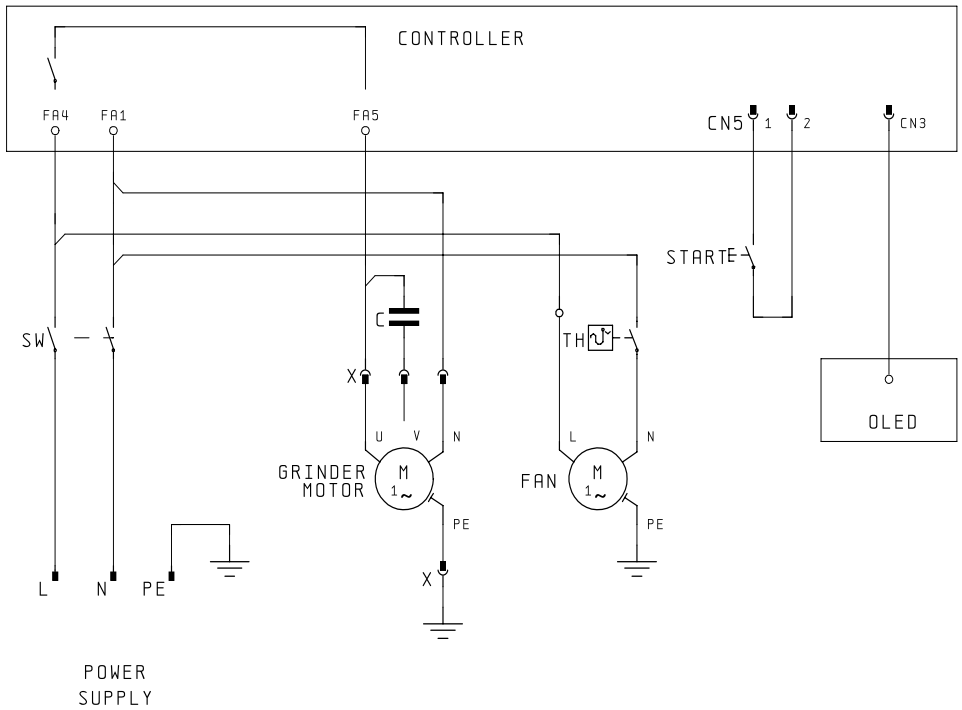 CONTROLLER
FA4 FA1 FA5
CN5 1 2 CN3
START E
SW C TH
X
OLED
U V N L N
GRINDER
MOTOR
M
1 ~
FAN
M
1 ~
PE PE
X
L N PE
POWER
SUPPLY